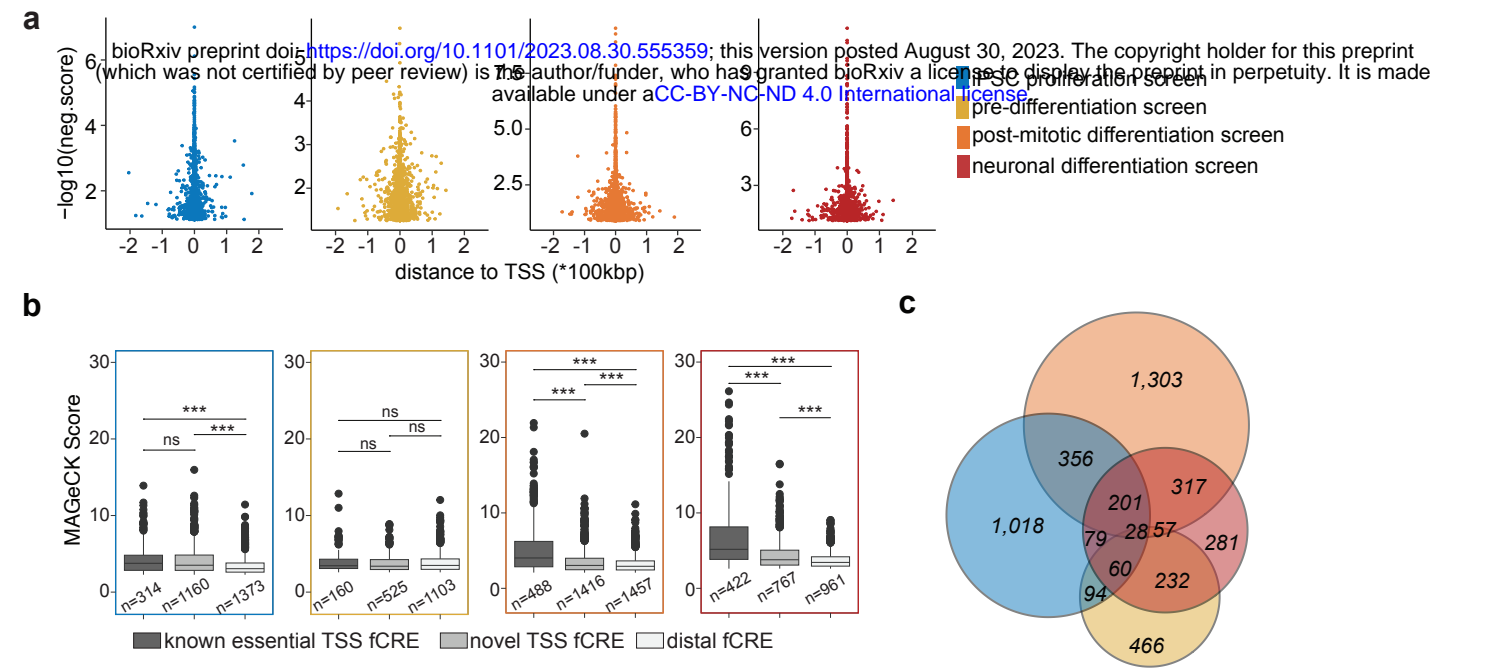 a
bioRxiv preprint doi: https://doi.org/10.1101/2023.08.30.555359; this version posted August 30, 2023. The copyright holder for this preprint
(which was not certified by peer review) is the author/funder, who has granted bioRxiv a license to display the preprint in perpetuity. It is made
available under aCC-BY-NC-ND 4.0 International license.
−log10(neg.score)
6 4 2
5 4 3 2
7.5 5.0 2.5
9 6 3
iPSC proliferation screen
pre-differentiation screen
post-mitotic differentiation screen
neuronal differentiation screen
-2 -1 0 1 2 -2 -1 0 1 2 -2 -1 0 1 2 -2 -1 0 1 2
distance to TSS (*100kbp)
b
MAGeCK Score
30 20 10 0
*** *** ns
n=314 n=1160 n=1373
30 20 10 0
ns ns ns
n=160 n=525 n=1103
30 20 10 0
*** *** ***
n=488 n=1416 n=1457
30 20 10 0
*** *** ***
n=422 n=767 n=961
known essential TSS fCRE novel TSS fCRE distal fCRE
c
1,303
356
317
201
1,018
79
28
57
281
60
232
94
466